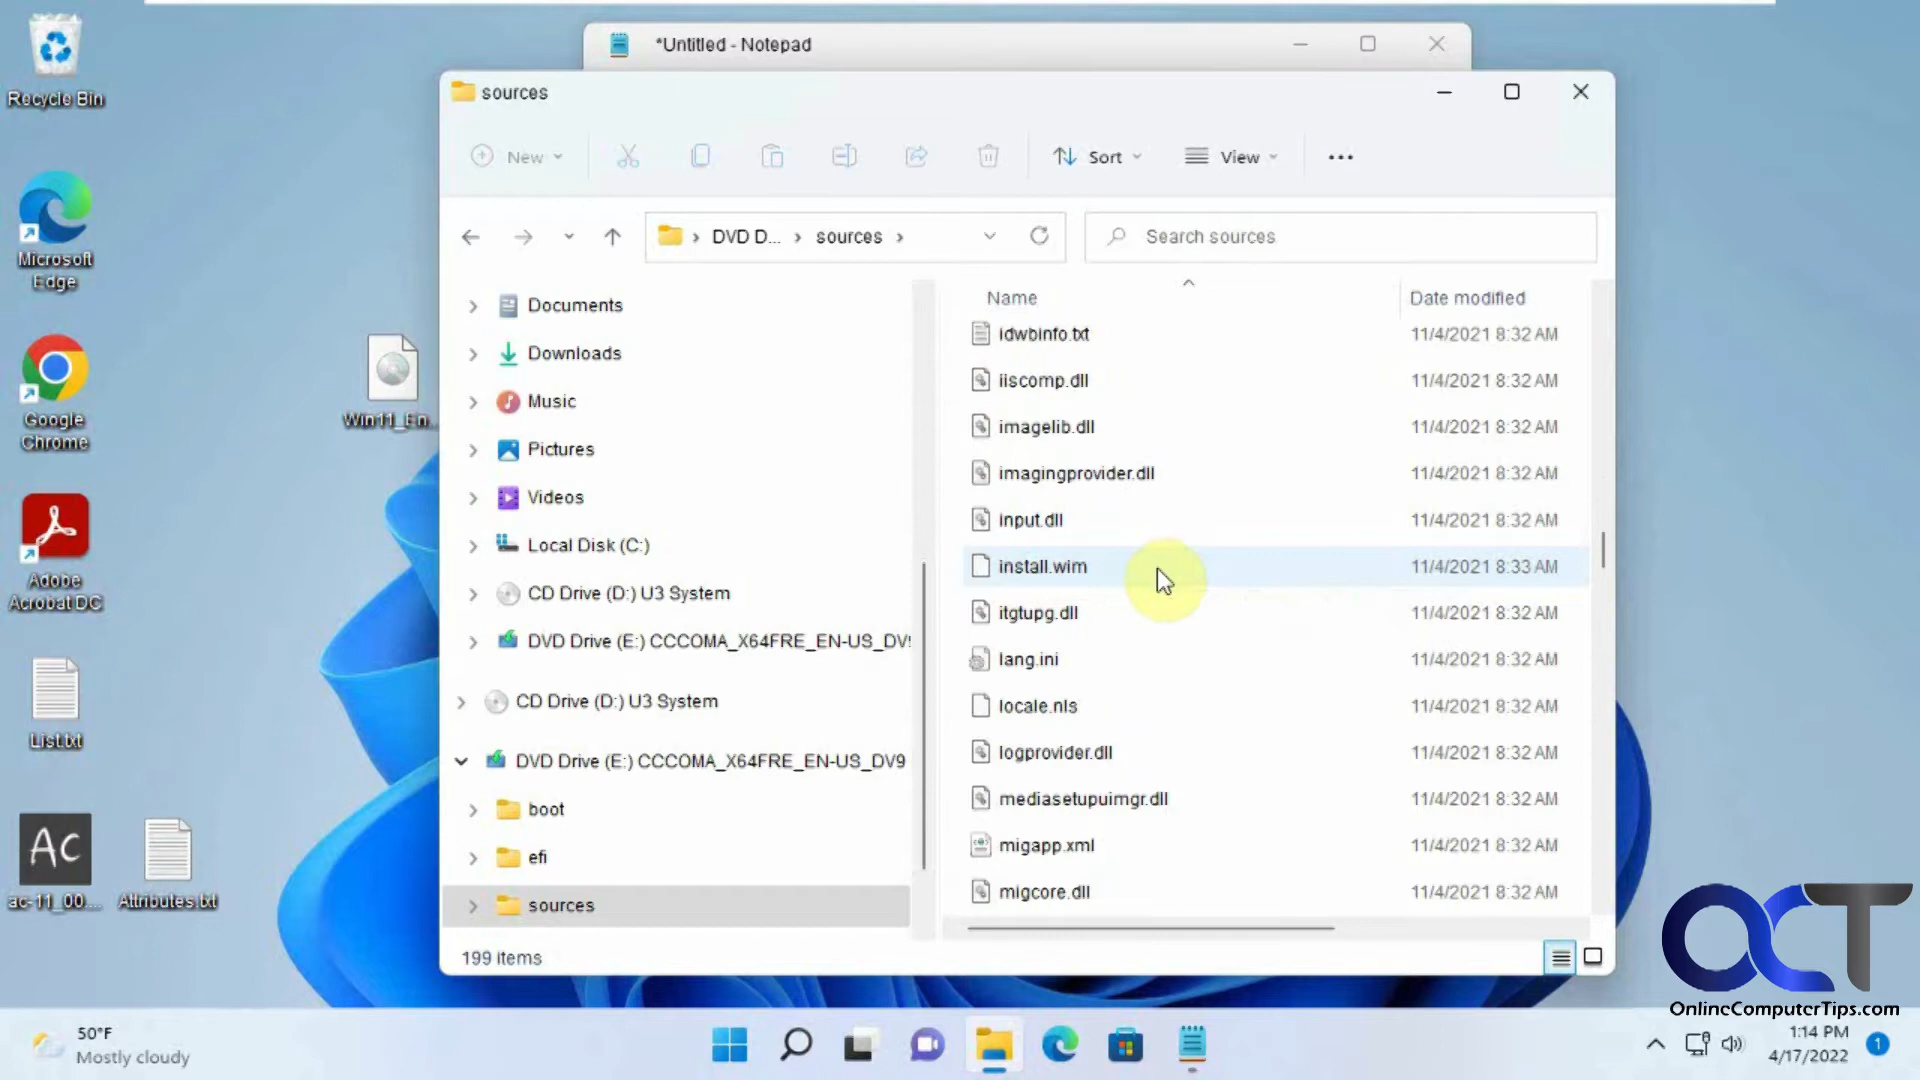 *Untitled - Notepad
sources
New
Sort
View
DVD D...
sources
Search sources
Recycle Bin
Microsoft
Edge
Google
Chrome
Adobe
Acrobat DC
List.txt
ac-11_00....
Attributes.txt
Win11_En...
Documents
Downloads
Music
Pictures
Videos
Local Disk (C:)
CD Drive (D:) U3 System
DVD Drive (E:) CCCOMA_X64FRE_EN-US_DV9
CD Drive (D:) U3 System
DVD Drive (E:) CCCOMA_X64FRE_EN-US_DV9
boot
efi
sources
Name Date modified
idwbinfo.txt 11/4/2021 8:32 AM
iiscomp.dll 11/4/2021 8:32 AM
imagelib.dll 11/4/2021 8:32 AM
imagingprovider.dll 11/4/2021 8:32 AM
input.dll 11/4/2021 8:32 AM
install.wim 11/4/2021 8:33 AM
itgtupg.dll 11/4/2021 8:32 AM
lang.ini 11/4/2021 8:32 AM
locale.nls 11/4/2021 8:32 AM
logprovider.dll 11/4/2021 8:32 AM
mediasetupuimgr.dll 11/4/2021 8:32 AM
migapp.xml 11/4/2021 8:32 AM
migcore.dll 11/4/2021 8:32 AM
199 items
OCT
OnlineComputerTips.com
50°F
Mostly cloudy
1:14 PM
4/17/2022
1